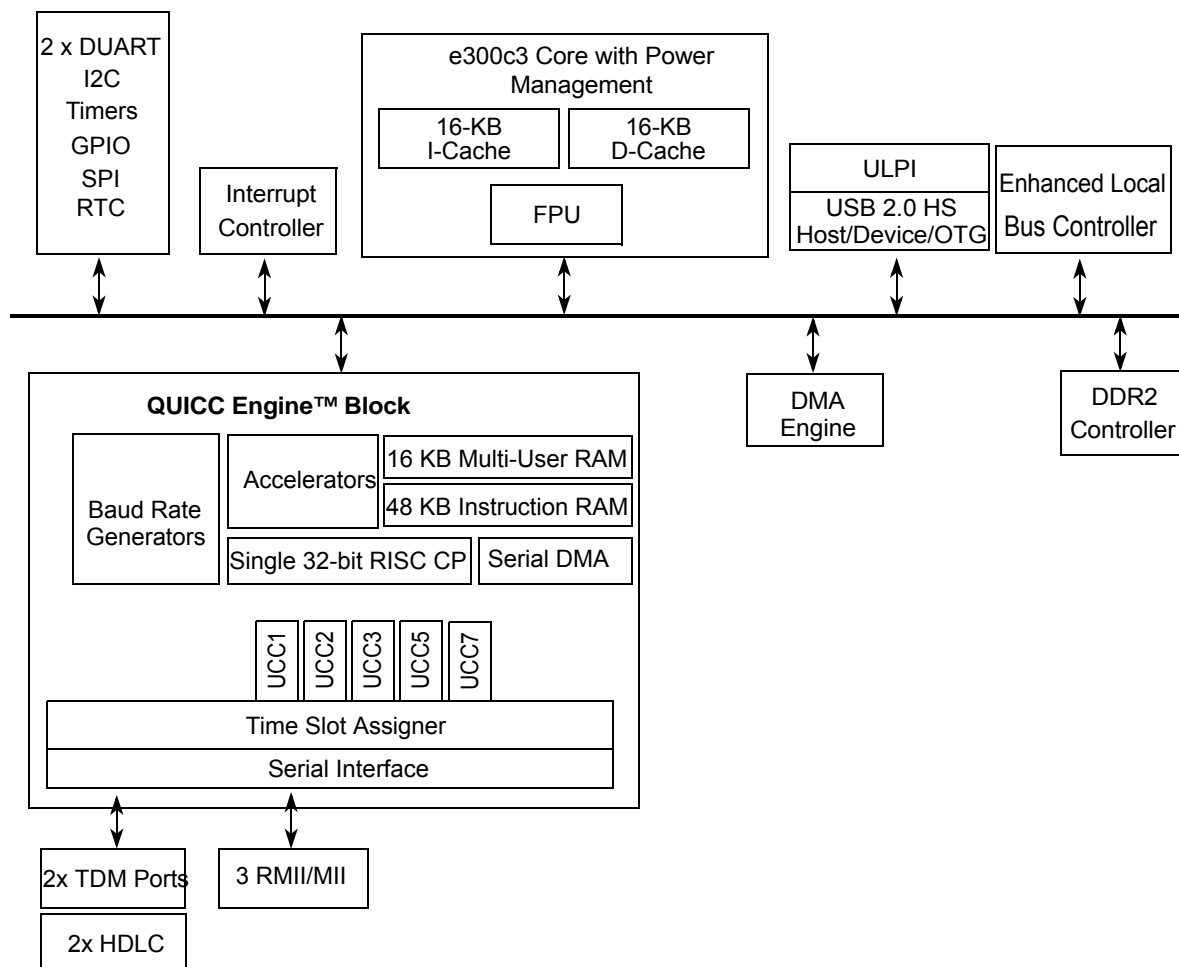 2 x DUART
I2C
Timers
GPIO
SPI
RTC
Interrupt
Controller
e300c3 Core with Power
Management
16-KB
I-Cache
16-KB
D-Cache
FPU
ULPI
USB 2.0 HS
Host/Device/OTG
Enhanced Local
Bus Controller
QUICC Engine™ Block
Baud Rate
Generators
Accelerators
16 KB Multi-User RAM
48 KB Instruction RAM
Single 32-bit RISC CP
Serial DMA
UCC1
UCC2
UCC3
UCC5
UCC7
Time Slot Assigner
Serial Interface
DMA
Engine
DDR2
Controller
2x TDM Ports
3 RMII/MII
2x HDLC